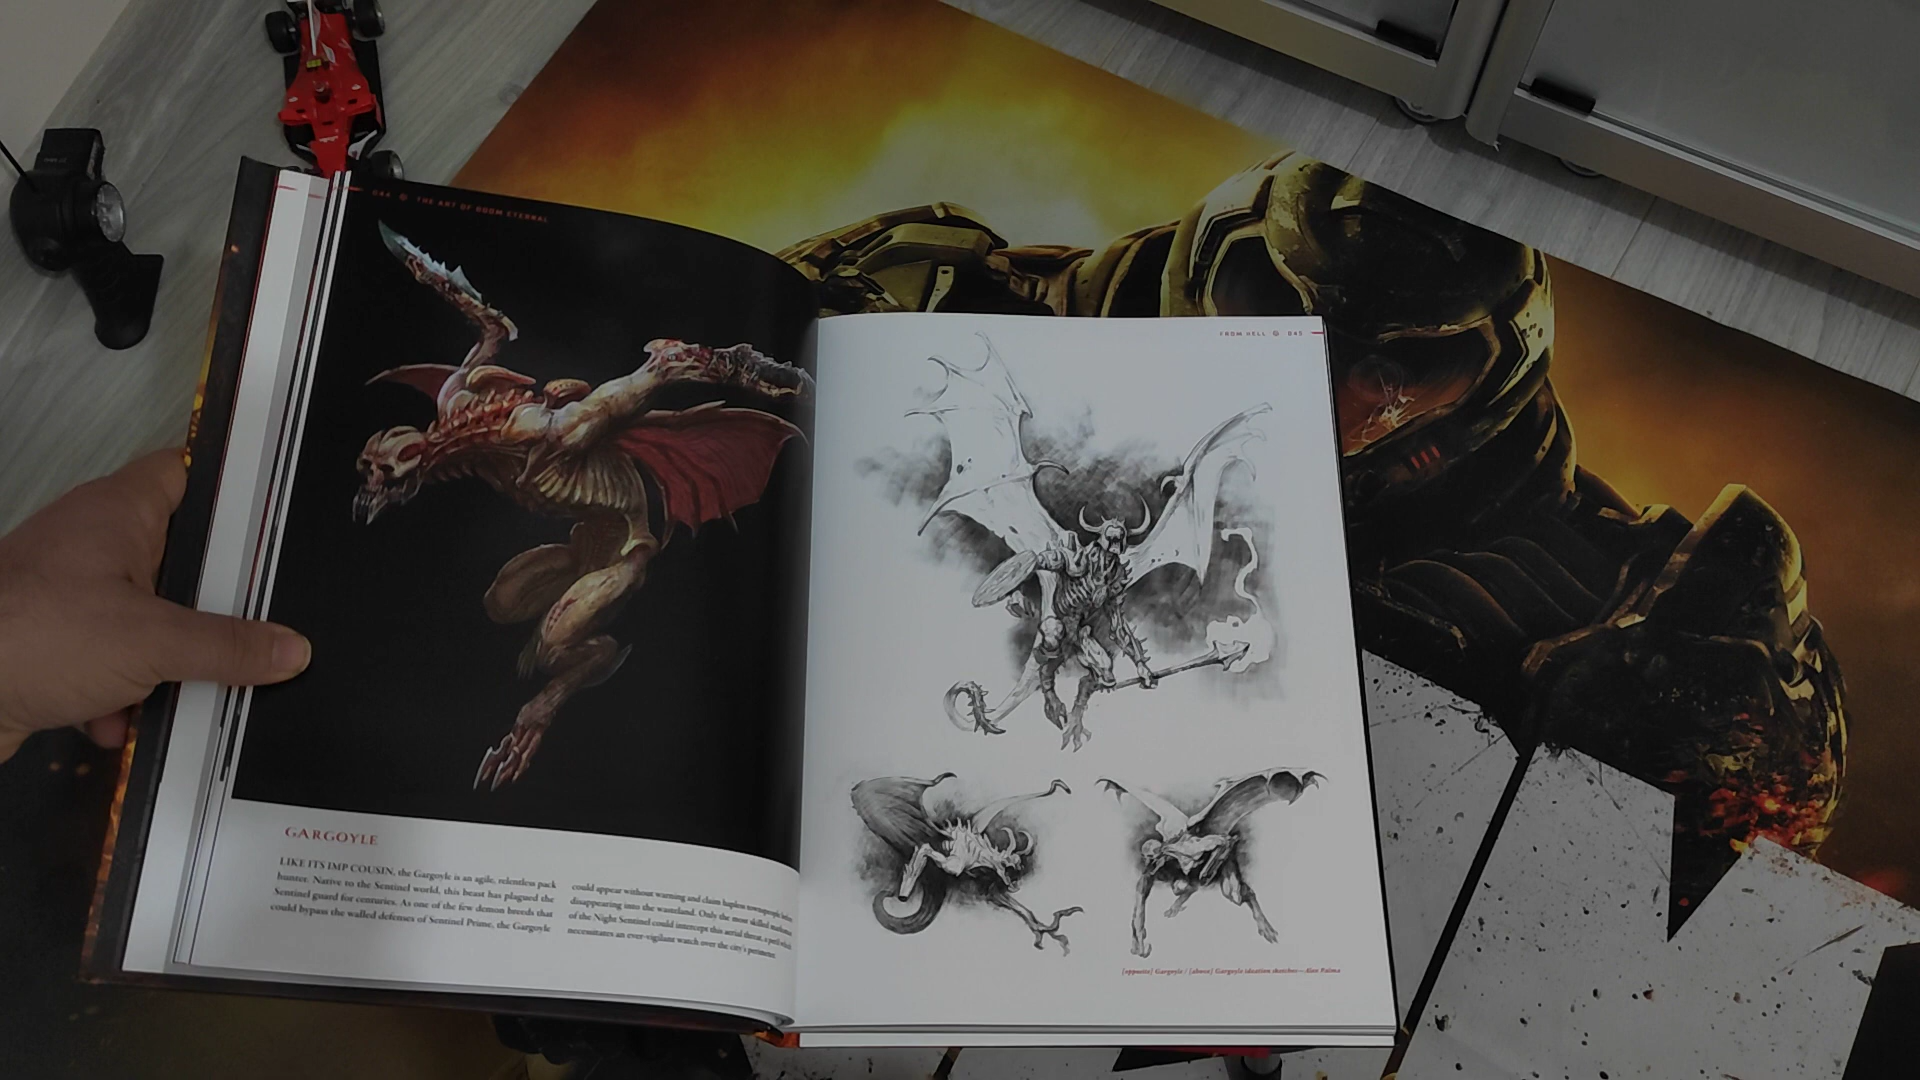 044 THE ART OF DOOM ETERNAL
GARGOYLE
LIKE ITS IMP COUSIN, the Gargoyle is an agile, relentless pack
hunter. Native to the Sentinel world, this beast has plagued the
Sentinel guard for centuries. As one of the few demon breeds that
could bypass the walled defenses of Sentinel Prime, the Gargoyle
could appear without warning and claim hapless townspeople before
disappearing into the wasteland. Only the most skilled marksman
of the Night Sentinel could intercept this aerial threat, a peril which
necessitates an ever-vigilant watch over the city's perimeter.
FROM HELL 045
[opposite] Gargoyle / [above] Gargoyle ideation sketches—Alex Palma